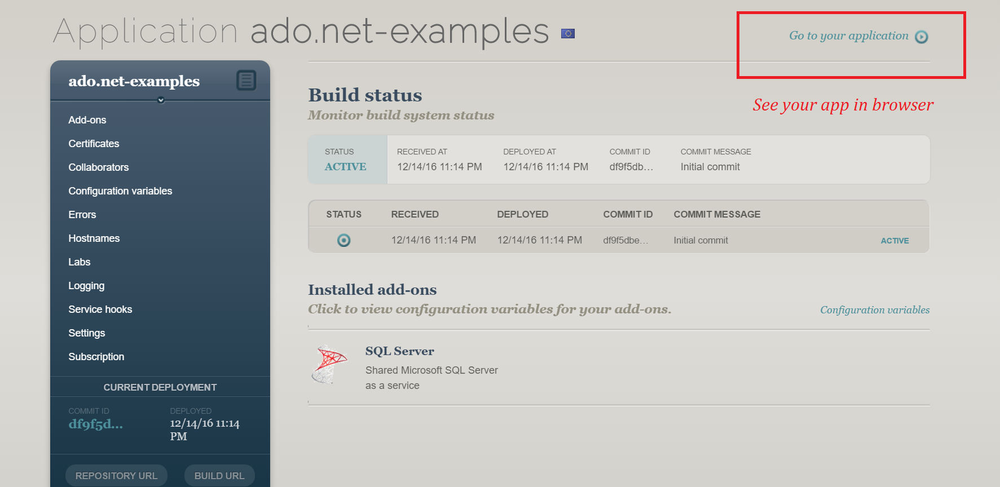 Application ado.net-examples
Go to your application
See your app in browser
ado.net-examples
Add-ons
Certificates
Collaborators
Configuration variables
Errors
Hostnames
Labs
Logging
Service hooks
Settings
Subscription
CURRENT DEPLOYMENT
COMMIT ID DEPLOYED
df9f5d... 12/14/16 11:14
PM
REPOSITORY URL BUILD URL
Build status
Monitor build system status
STATUS RECEIVED AT DEPLOYED AT COMMIT ID COMMIT MESSAGE
ACTIVE 12/14/16 11:14 PM 12/14/16 11:14 PM df9f5db... Initial commit
STATUS RECEIVED DEPLOYED COMMIT ID COMMIT MESSAGE
12/14/16 11:14 PM 12/14/16 11:14 PM df9f5dbe... Initial commit ACTIVE
Installed add-ons
Click to view configuration variables for your add-ons.
Configuration variables
SQL Server
Shared Microsoft SQL Server
as a service